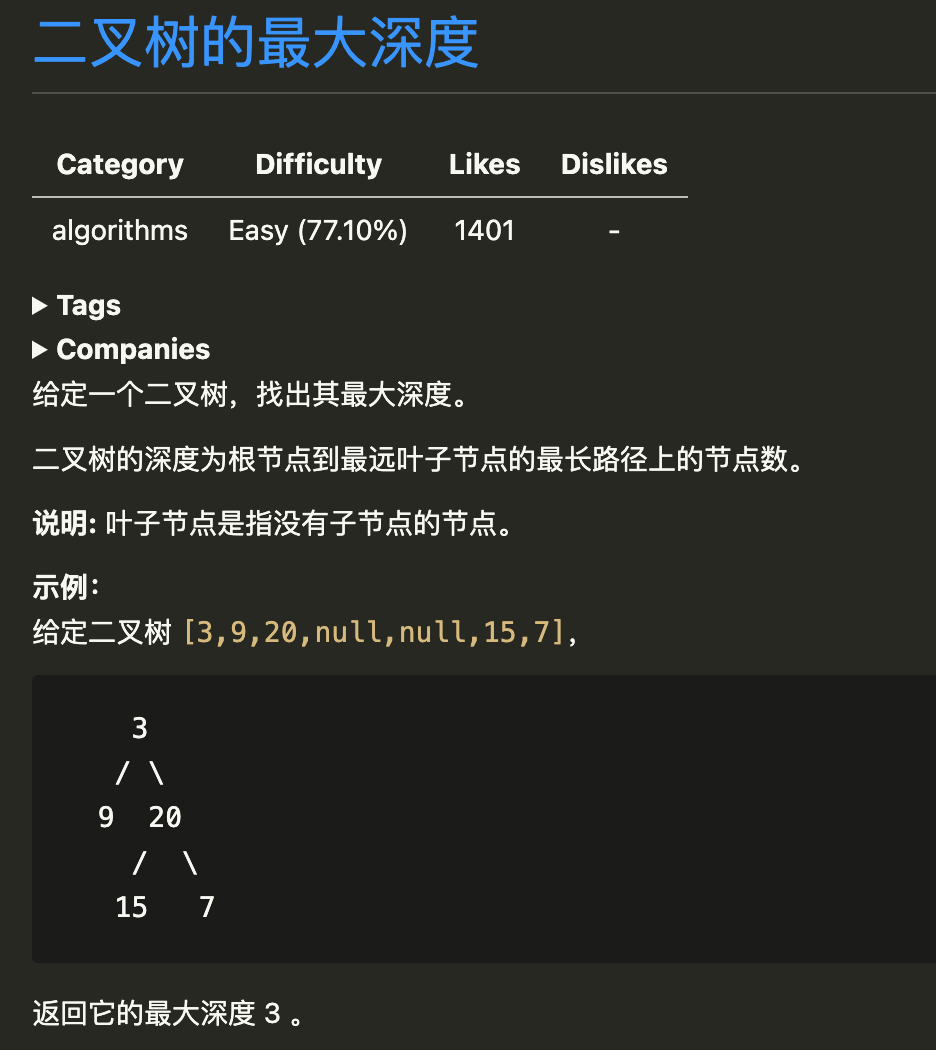 二叉树的最大深度
Category Difficulty Likes Dislikes
algorithms Easy (77.10%) 1401 -
▶ Tags
▶ Companies
给定一个二叉树，找出其最大深度。
二叉树的深度为根节点到最远叶子节点的最长路径上的节点数。
说明: 叶子节点是指没有子节点的节点。
示例：
给定二叉树 [3,9,20,null,null,15,7]，
3
/ \
9 20
/ \
15 7
返回它的最大深度 3 。